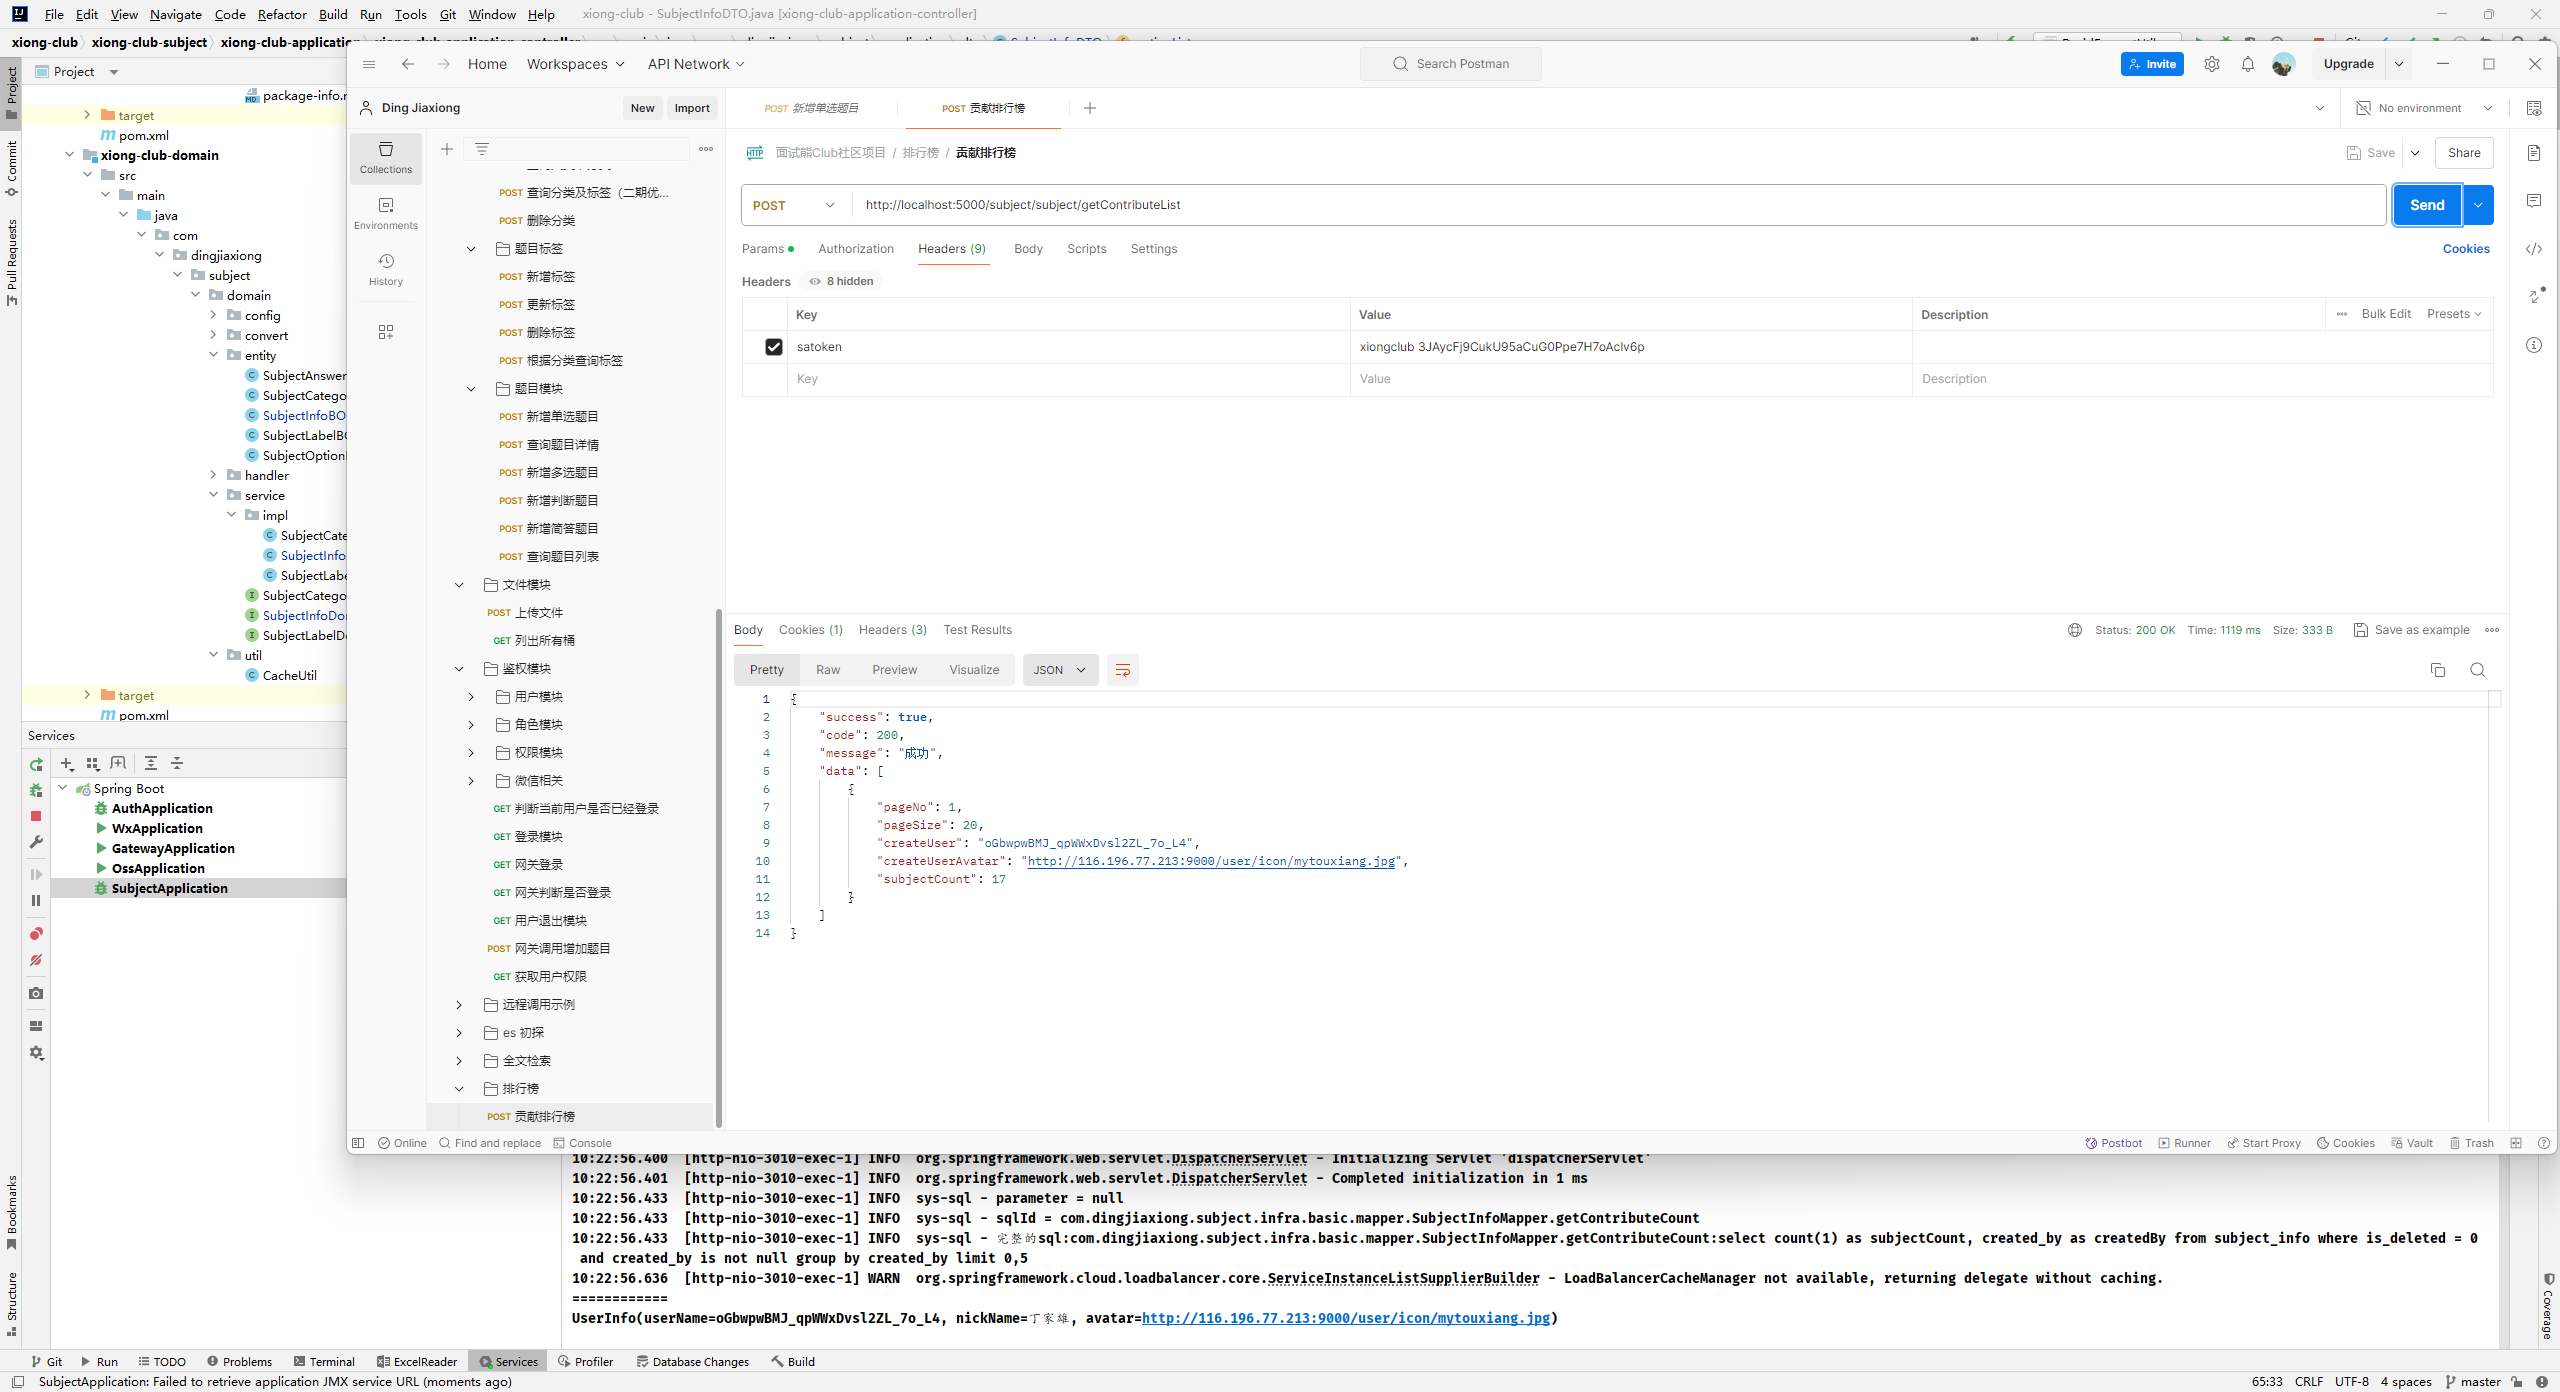 File Edit View Navigate Code Refactor Build Run Tools Git Window Help xiong-club - SubjectInfoDTO.java [xiong-club-application-controller]
xiong-club xiong-club-subject xiong-club-application
Project
Project
Commit
Pull Requests
Bookmarks
Structure
package-info.
target
pom.xml
xiong-club-domain
src
main
java
com
dingjiaxiong
subject
domain
config
convert
entity
SubjectAnswer
SubjectCatego
SubjectInfoBO
SubjectLabelBO
SubjectOption
handler
service
impl
SubjectCate
SubjectInfo
SubjectLabe
SubjectCatego
SubjectInfoDo
SubjectLabelDo
util
CacheUtil
target
pom.xml
Services
Spring Boot
AuthApplication
WxApplication
GatewayApplication
OssApplication
SubjectApplication
Home Workspaces API Network Search Postman Invite Upgrade
Ding Jiaxiong New Import
POST 新增单选题目 POST 贡献排行榜 No environment
Collections
Environments
History
POST 查询分类及标签（二期优...
POST 删除分类
题目标签
POST 新增标签
POST 更新标签
POST 删除标签
POST 根据分类查询标签
题目模块
POST 新增单选题目
POST 查询题目详情
POST 新增多选题目
POST 新增判断题目
POST 新增简答题目
POST 查询题目列表
文件模块
POST 上传文件
GET 列出所有桶
鉴权模块
用户模块
角色模块
权限模块
微信相关
GET 判断当前用户是否已经登录
GET 登录模块
GET 网关登录
GET 网关判断是否登录
GET 用户退出模块
POST 网关调用增加题目
GET 获取用户权限
远程调用示例
es 初探
全文检索
排行榜
POST 贡献排行榜
HTTP 面试熊Club社区项目 / 排行榜 / 贡献排行榜 Save Share
POST http://localhost:5000/subject/subject/getContributeList Send
Params Authorization Headers (9) Body Scripts Settings Cookies
Headers 8 hidden
Key Value Description Bulk Edit Presets
satoken xiongclub 3JAycFj9CukU95aCuG0Ppe7H7oAclv6p
Key Value Description
Body Cookies (1) Headers (3) Test Results Status: 200 OK Time: 1119 ms Size: 333 B Save as example
Pretty Raw Preview Visualize JSON
1 {
2 "success": true,
3 "code": 200,
4 "message": "成功",
5 "data": [
6 {
7 "pageNo": 1,
8 "pageSize": 20,
9 "createUser": "oGbwpwBMJ_qpWWxDvsl2ZL_7o_L4",
10 "createUserAvatar": "http://116.196.77.213:9000/user/icon/mytouxiang.jpg",
11 "subjectCount": 17
12 }
13 ]
14 }
Online Find and replace Console Postbot Runner Start Proxy Cookies Vault Trash
10:22:56.400 [http-nio-3010-exec-1] INFO org.springframework.web.servlet.DispatcherServlet - Initializing Servlet 'dispatcherServlet'
10:22:56.401 [http-nio-3010-exec-1] INFO org.springframework.web.servlet.DispatcherServlet - Completed initialization in 1 ms
10:22:56.433 [http-nio-3010-exec-1] INFO sys-sql - parameter = null
10:22:56.433 [http-nio-3010-exec-1] INFO sys-sql - sqlId = com.dingjiaxiong.subject.infra.basic.mapper.SubjectInfoMapper.getContributeCount
10:22:56.433 [http-nio-3010-exec-1] INFO sys-sql - 完整的sql:com.dingjiaxiong.subject.infra.basic.mapper.SubjectInfoMapper.getContributeCount:select count(1) as subjectCount, created_by as createdBy from subject_info where is_deleted = 0
and created_by is not null group by created_by limit 0,5
10:22:56.636 [http-nio-3010-exec-1] WARN org.springframework.cloud.loadbalancer.core.ServiceInstanceListSupplierBuilder - LoadBalancerCacheManager not available, returning delegate without caching.
============
UserInfo(userName=oGbwpwBMJ_qpWWxDvsl2ZL_7o_L4, nickName=丁家雄, avatar=http://116.196.77.213:9000/user/icon/mytouxiang.jpg)
Coverage
Git Run TODO Problems Terminal ExcelReader Services Profiler Database Changes Build
SubjectApplication: Failed to retrieve application JMX service URL (moments ago) 65:33 CRLF UTF-8 4 spaces master